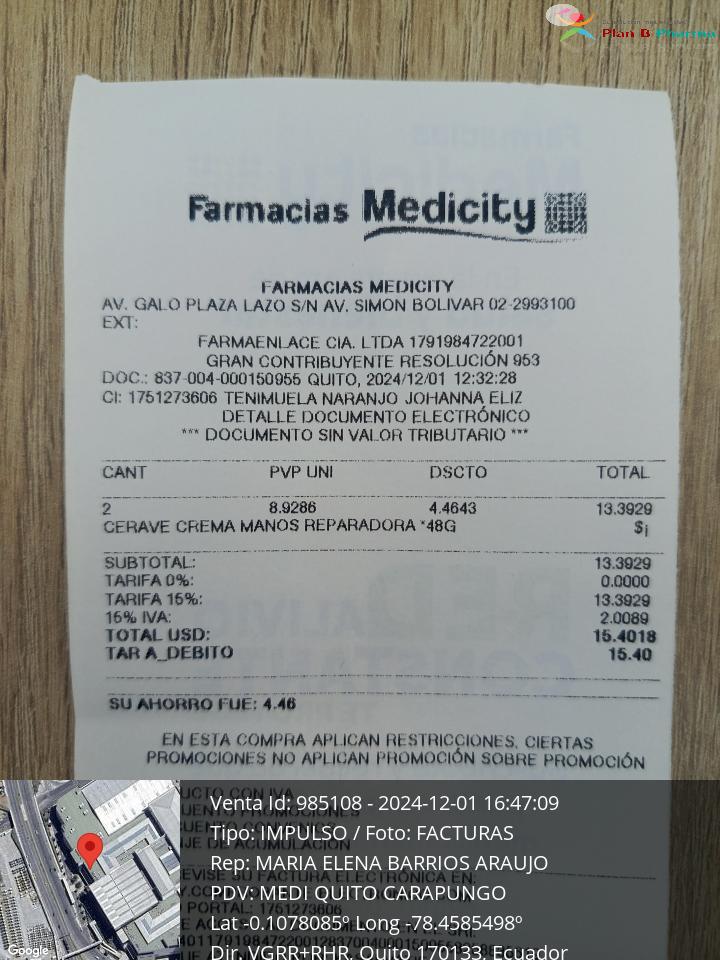 Plan B Pharma
Farmacias Medicity
FARMACIAS MEDICITY
AV. GALO PLAZA LAZO S/N AV. SIMON BOLIVAR 02-2993100
EXT:
FARMAENLACE CIA. LTDA 1791984722001
GRAN CONTRIBUYENTE RESOLUCIÓN 953
DOC.: 837-004-000150955 QUITO, 2024/12/01 12:32:28
CI: 1751273606 TENIMUELA NARANJO JOHANNA ELIZ
DETALLE DOCUMENTO ELECTRÓNICO
*** DOCUMENTO SIN VALOR TRIBUTARIO ***
CANT PVP UNI DSCTO TOTAL
2 8.9286 4.4643 13.3929
CERAVE CREMA MANOS REPARADORA *48G $¡
SUBTOTAL: 13.3929
TARIFA 0%: 0.0000
TARIFA 15%: 13.3929
15% IVA: 2.0089
TOTAL USD: 15.4018
TAR A_DEBITO 15.40
SU AHORRO FUE: 4.46
EN ESTA COMPRA APLICAN RESTRICCIONES, CIERTAS
PROMOCIONES NO APLICAN PROMOCIÓN SOBRE PROMOCIÓN
Venta Id: 985108 - 2024-12-01 16:47:09
Tipo: IMPULSO / Foto: FACTURAS
Rep: MARIA ELENA BARRIOS ARAUJO
PDV: MEDI QUITO CARAPUNGO
Lat -0.1078085º Long -78.4585498º
Dir. VGRR+RHR, Quito 170133, Ecuador
Google